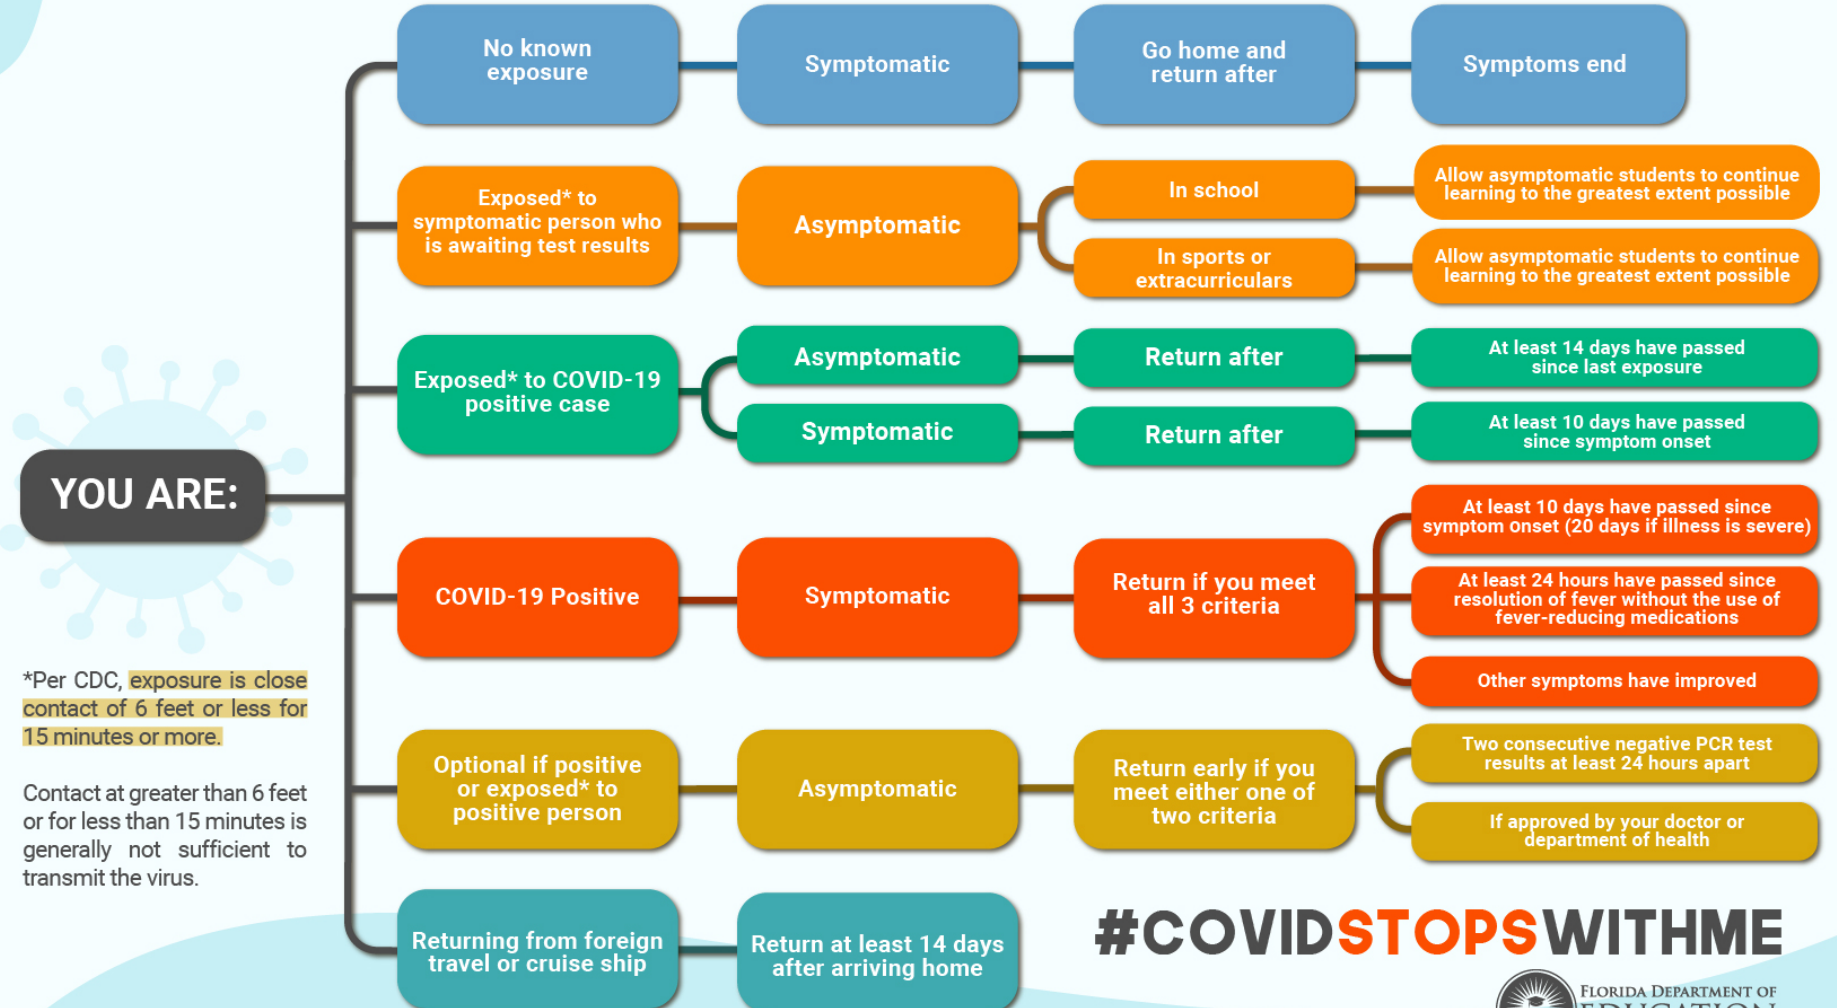 No known
exposure
Symptomatic
Go home and
return after
Symptoms end
Exposed* to
symptomatic person who
is awaiting test results
Asymptomatic
In school
Allow asymptomatic students to continue
learning to the greatest extent possible
In sports or
extracurriculars
Allow asymptomatic students to continue
learning to the greatest extent possible
Exposed* to COVID-19
positive case
Asymptomatic
Return after
At least 14 days have passed
since last exposure
Symptomatic
Return after
At least 10 days have passed
since symptom onset
YOU ARE:
COVID-19 Positive
Symptomatic
Return if you meet
all 3 criteria
At least 10 days have passed since
symptom onset (20 days if illness is severe)
At least 24 hours have passed since
resolution of fever without the use of
fever-reducing medications
Other symptoms have improved
*Per CDC, exposure is close
contact of 6 feet or less for
15 minutes or more.
Contact at greater than 6 feet
or for less than 15 minutes is
generally not sufficient to
transmit the virus.
Optional if positive
or exposed* to
positive person
Asymptomatic
Return early if you
meet either one of
two criteria
Two consecutive negative PCR test
results at least 24 hours apart
If approved by your doctor or
department of health
Returning from foreign
travel or cruise ship
Return at least 14 days
after arriving home
#COVIDSTOPSWITHME
FLORIDA DEPARTMENT OF
EDUCATION